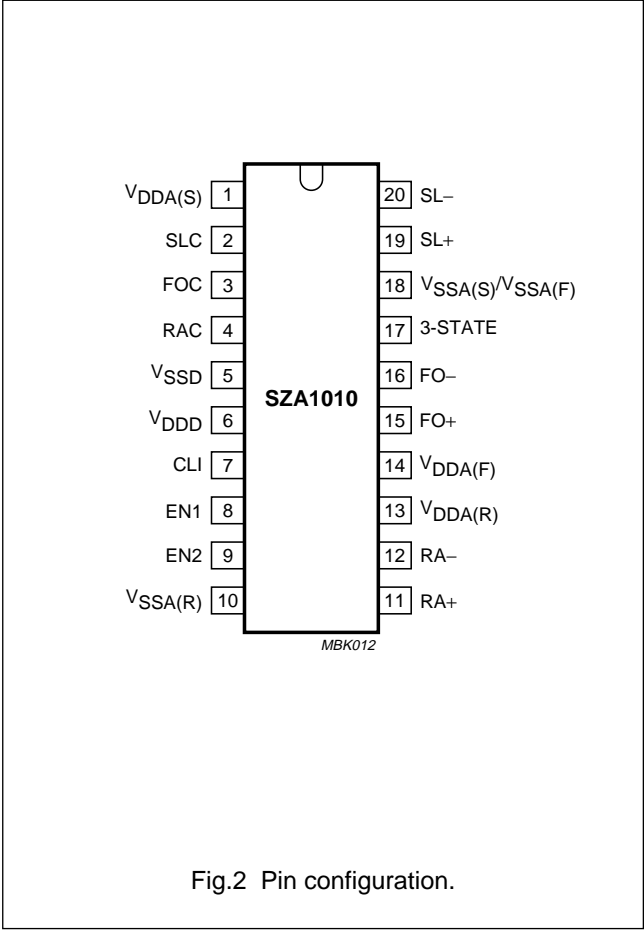 VDDA(S) 1
SLC 2
FOC 3
RAC 4
VSSD 5
VDDD 6
CLI 7
EN1 8
EN2 9
VSSA(R) 10
SZA1010
20 SL−
19 SL+
18 VSSA(S)/VSSA(F)
17 3-STATE
16 FO−
15 FO+
14 VDDA(F)
13 VDDA(R)
12 RA−
11 RA+
MBK012
Fig.2 Pin configuration.